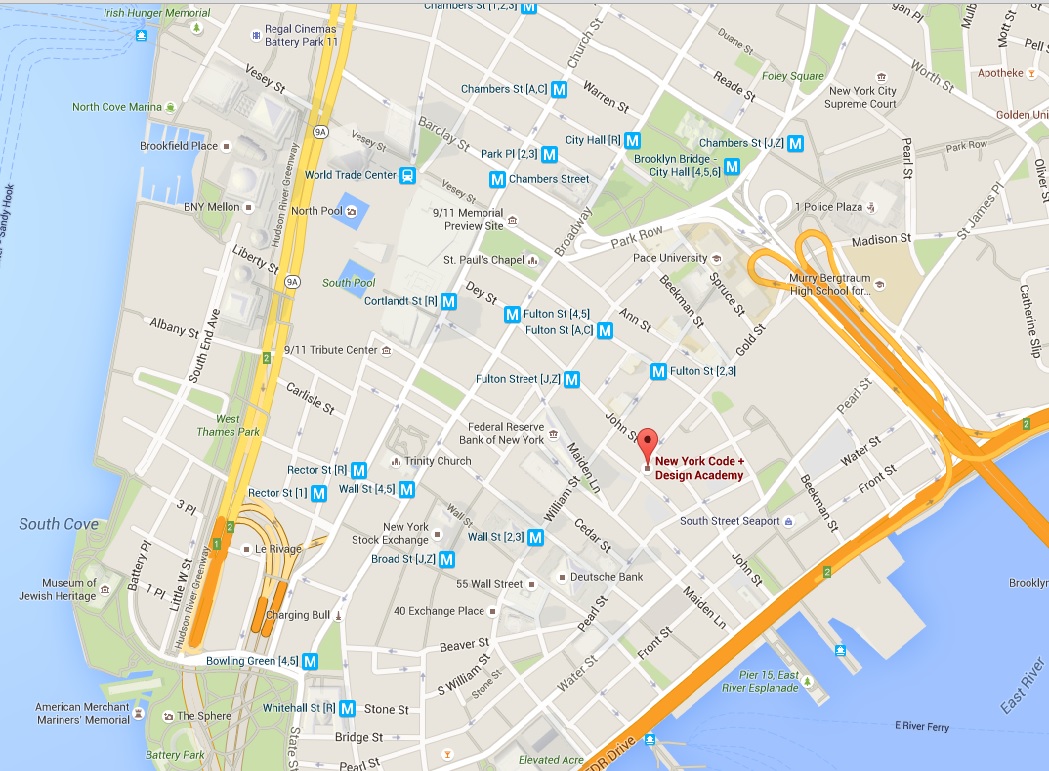 Irish Hunger Memorial
Chambers St [1,2,3]
Regal Cinemas
Battery Park 11
Church St
Duane St
Mott St
Pell S
Apotheke
Vesey St
Chambers St [A,C]
Warren St
Reade St
Foley Square
Worth St
New York City
Supreme Court
North Cove Marina
Golden Uni
9A
Barclay St
Vesey St
City Hall [R]
Chambers St [J,Z]
Park Row
Brookfield Place
Park Pl [2,3]
Brooklyn Bridge -
City Hall [4,5,6]
Pearl St
Oliver St
World Trade Center
Chambers Street
Vesey St
Hudson River Greenway
BNY Mellon
North Pool
9/11 Memorial
Preview Site
Broadway
Park Row
1 Police Plaza
St James Pl
Madison St
Liberty St
St. Paul's Chapel
Pace University
9A
South Pool
Dey St
Beekman St
Spruce St
Murry Bergtraum
High School for...
Catherine Slip
Cortlandt St [R]
Fulton St [4,5]
Ann St
Fulton St [A,C]
Gold St
Albany St
South End Ave
9/11 Tribute Center
2
Fulton Street [J,Z]
Fulton St [2,3]
Carlisle St
Pearl St
West
Thames Park
John St
Federal Reserve
Bank of New York
2
Trinity Church
Maiden Ln
New York Code +
Design Academy
Water St
Front St
Rector St [R]
Rector St [1]
Wall St [4,5]
William St
Beekman St
3 Pl
Wall St
South Cove
South Street Seaport
2
1
Le Rivage
New York
Stock Exchange
Wall St [2,3]
Cedar St
Broad St [J,Z]
Battery Pl
Little W St
Hudson River Greenway
Museum of
Jewish Heritage
1 Pl
55 Wall Street
Deutsche Bank
John St
2
Brooklyn
Charging Bull
40 Exchange Place
Pearl St
Maiden Ln
Beaver St
Front St
Bowling Green [4,5]
S William St
Stone St
Water St
Pier 15, East
River Esplanade
East River
American Merchant
Mariners' Memorial
The Sphere
Whitehall St [R]
Stone St
State St
Bridge St
E River Ferry
Battery Park
Pearl St
Elevated Acre
FDR Drive